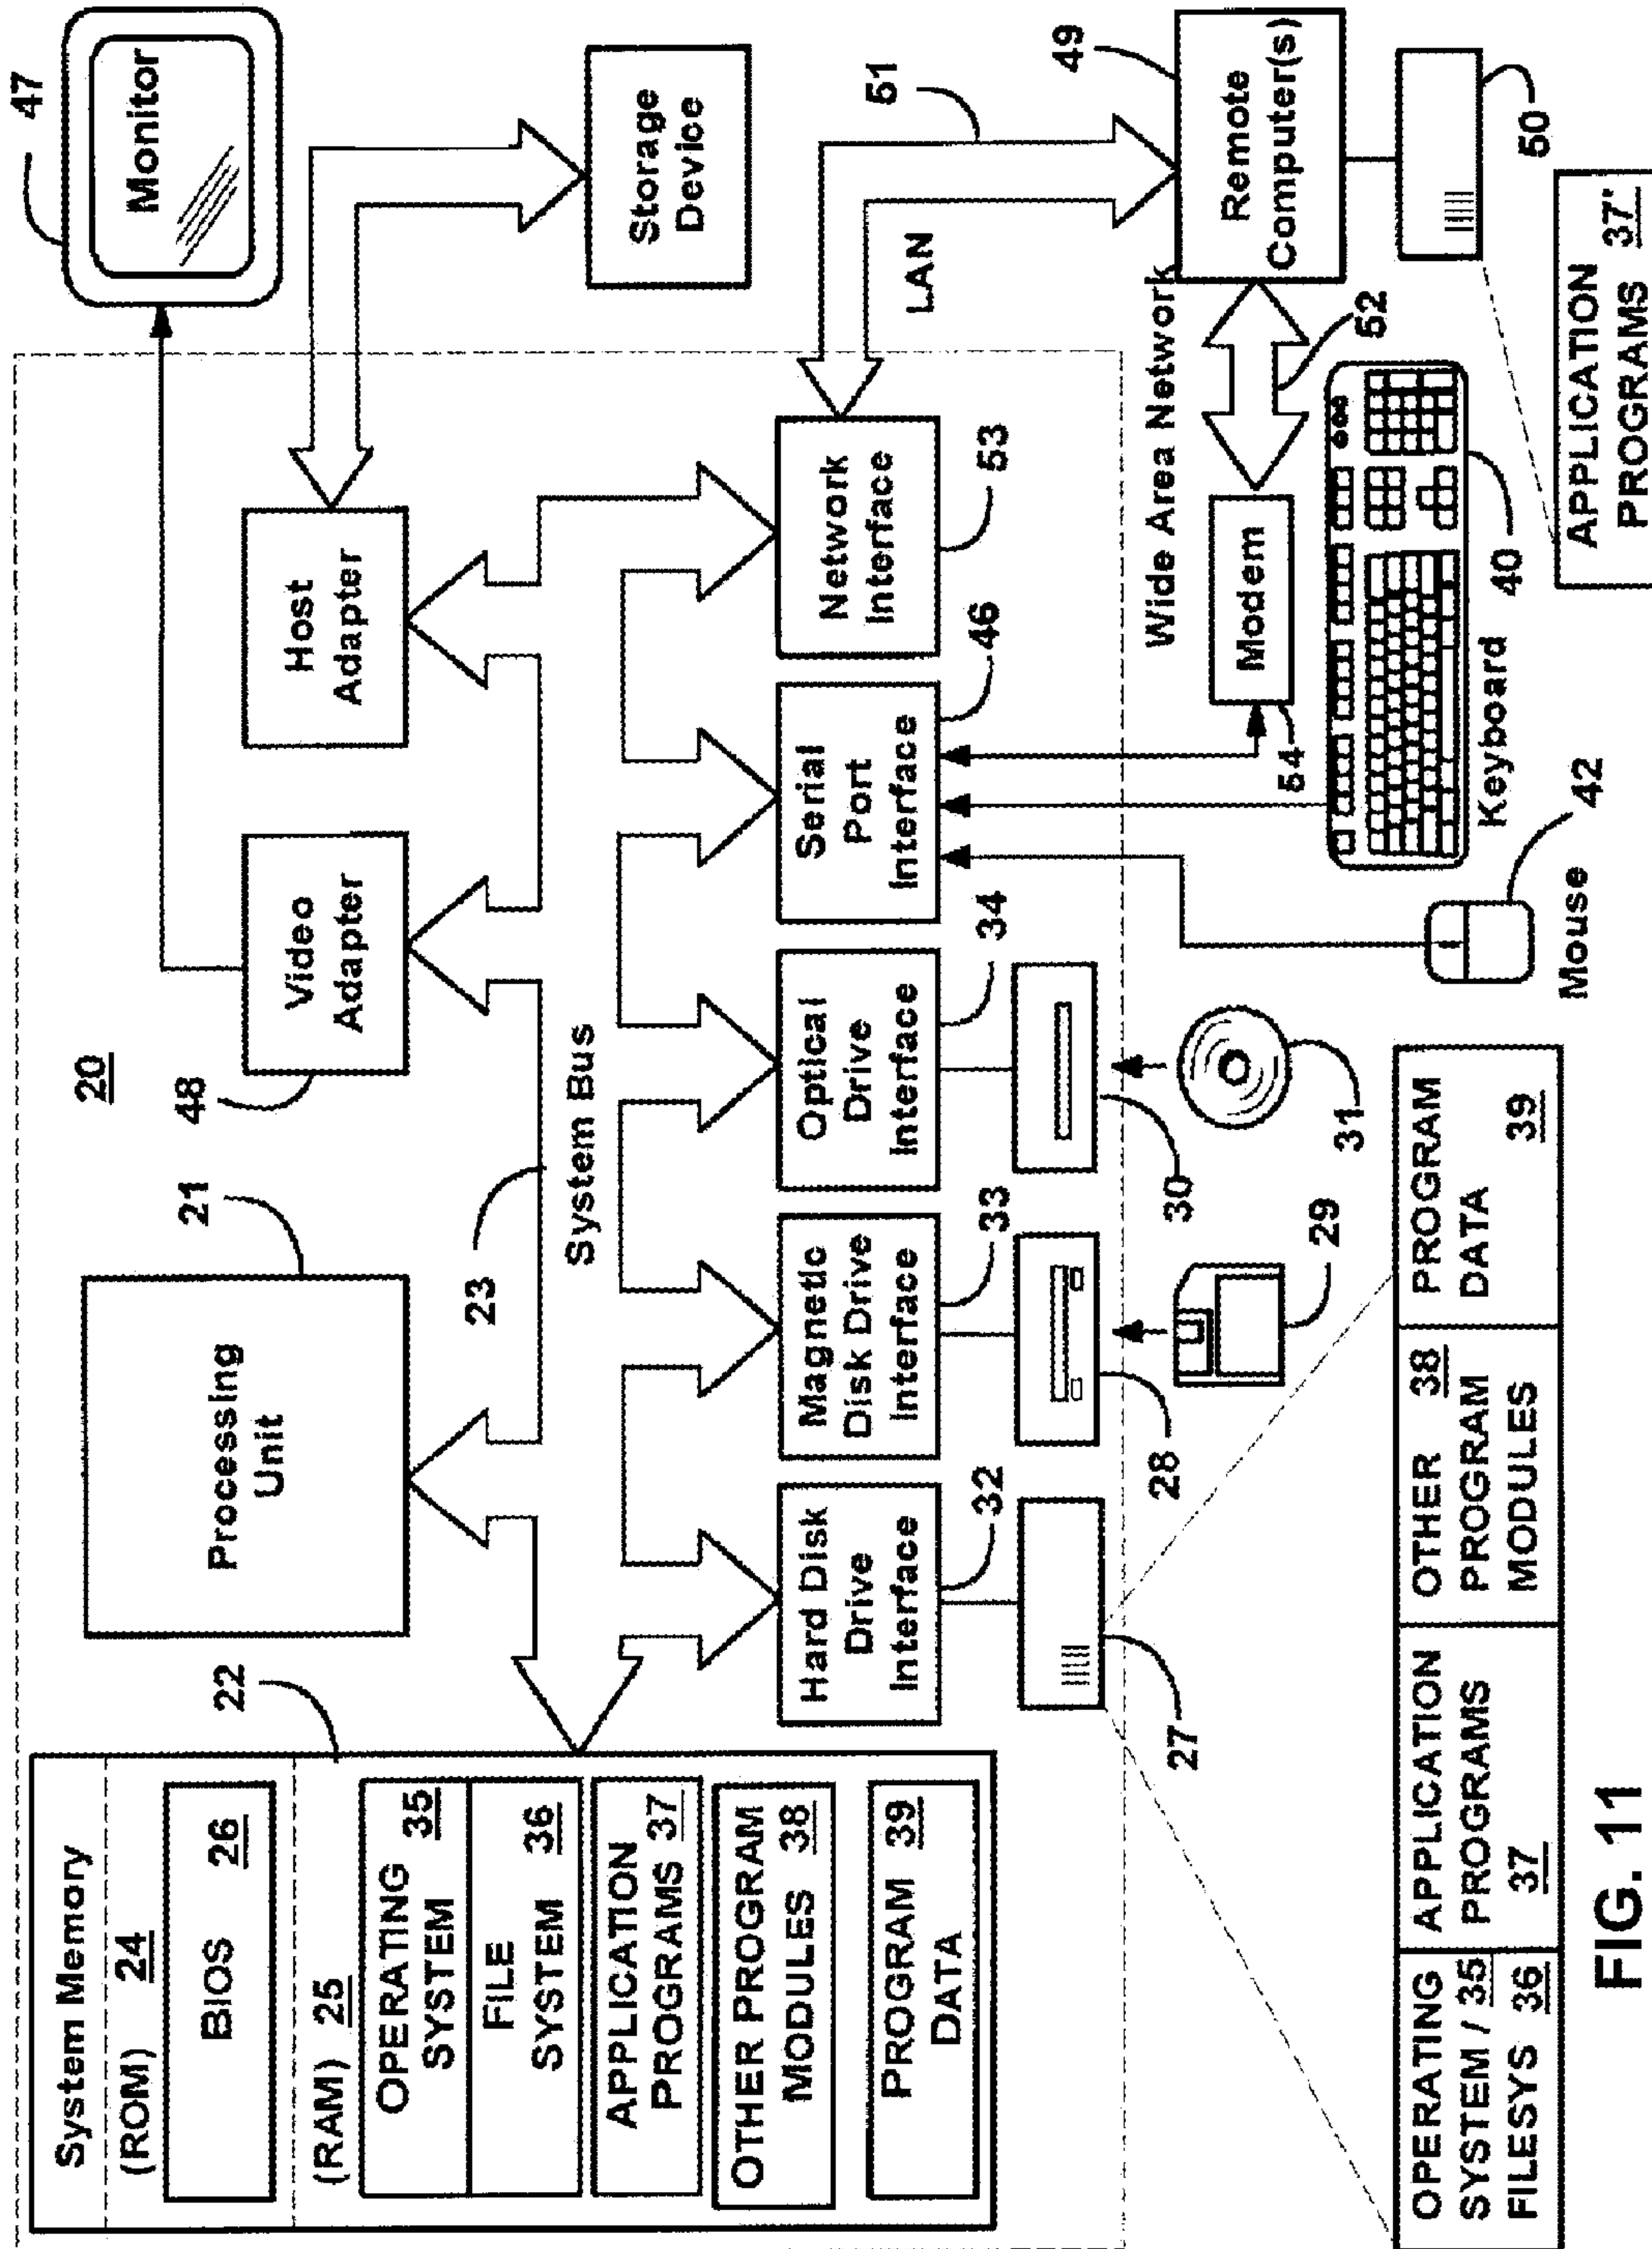 System Memory
(ROM) 24
BIOS 26
(RAM) 25
OPERATING
SYSTEM 35
FILE
SYSTEM 36
APPLICATION
PROGRAMS 37
OTHER PROGRAM
MODULES 38
PROGRAM 39
DATA
22
Processing
Unit
21
20
48
Video
Adapter
Host
Adapter
47
Monitor
Storage
Device
23
System Bus
Hard Disk
Drive
Interface
32
Magnetic
Disk Drive
Interface
33
Optical
Drive
Interface
34
Serial
Port
Interface
46
Network
Interface
53
LAN
51
27
28
29
30
31
Wide Area Network
Modem
54
52
Remote
Computer(s)
49
50
Mouse
42
Keyboard
40
APPLICATION
PROGRAMS 37"
OPERATING
SYSTEM / 35
FILESYS 36
APPLICATION
PROGRAMS
37
OTHER 38
PROGRAM
MODULES
PROGRAM
DATA
39
FIG. 11